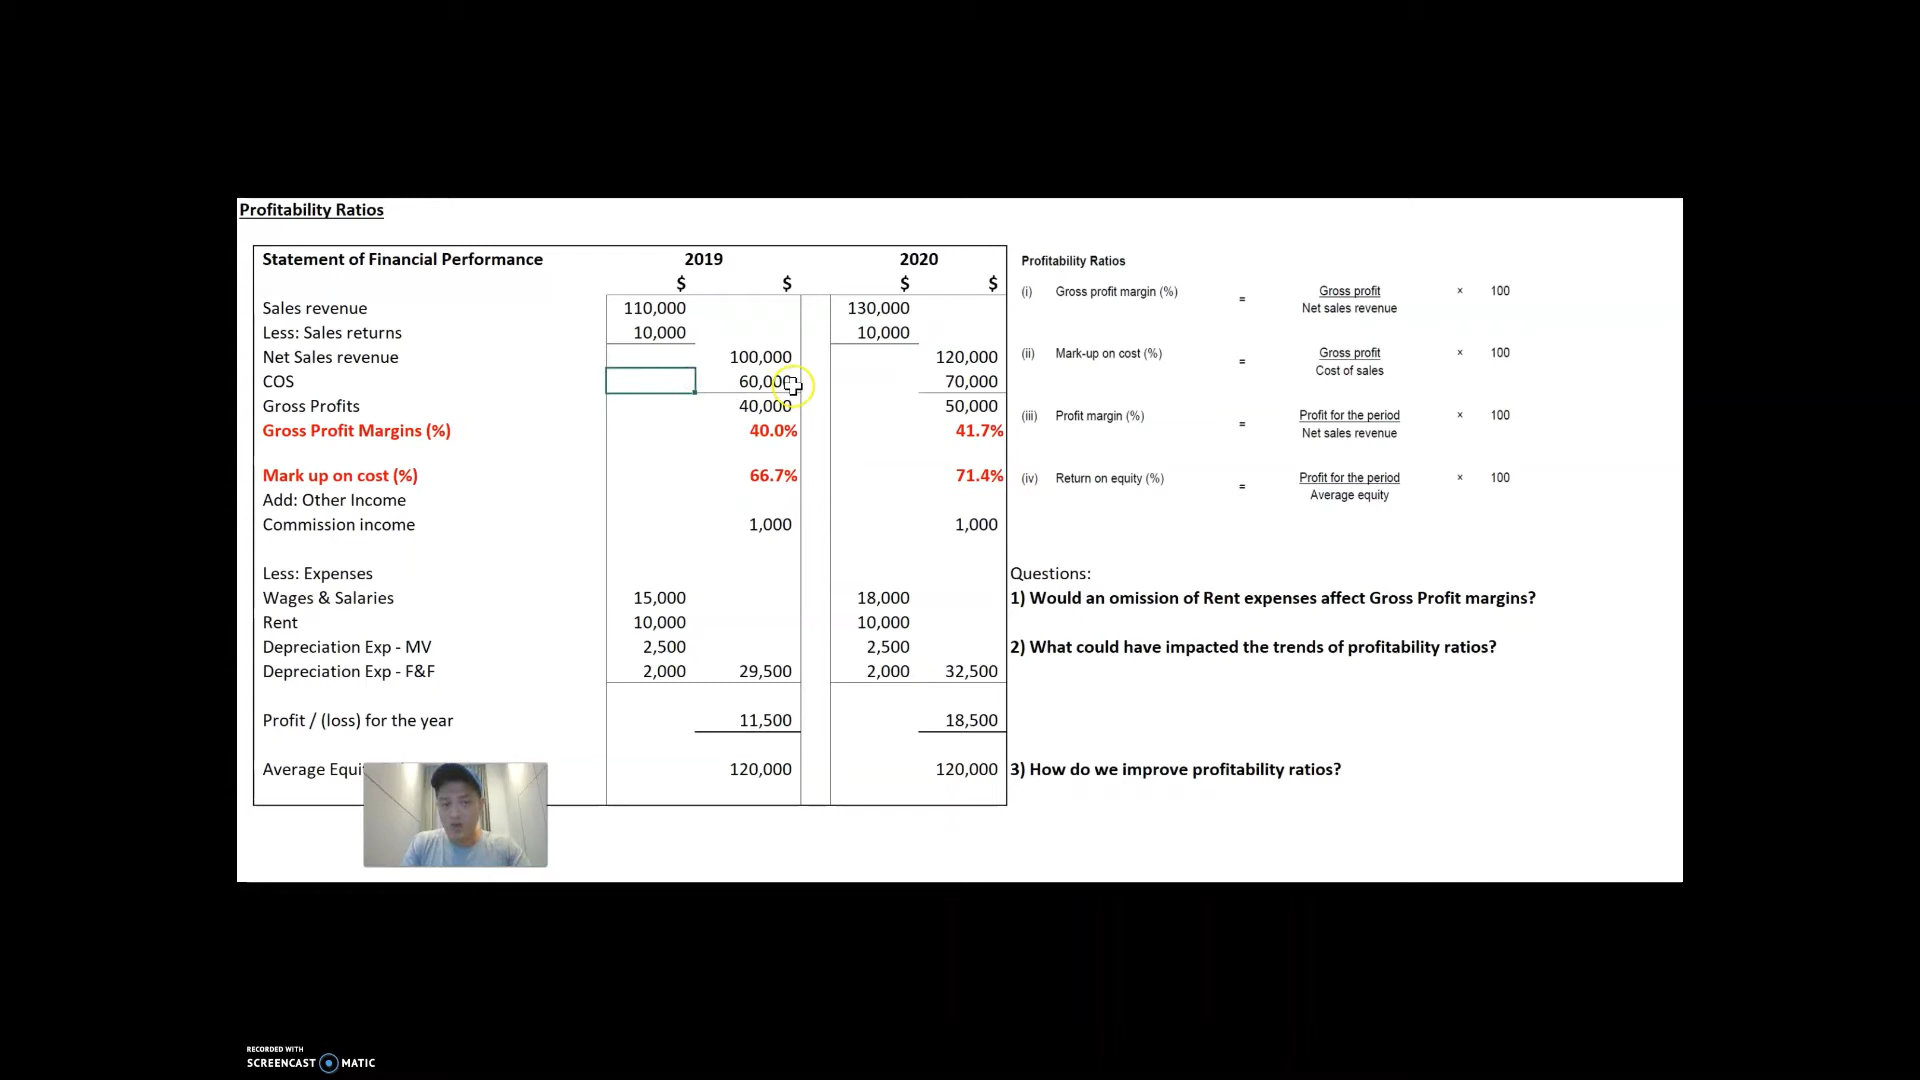 Profitability Ratios
Statement of Financial Performance 2019 2020
$ $ $ $
Sales revenue 110,000 130,000
Less: Sales returns 10,000 10,000
Net Sales revenue 100,000 120,000
COS 60,000 70,000
Gross Profits 40,000 50,000
Gross Profit Margins (%) 40.0% 41.7%
Mark up on cost (%) 66.7% 71.4%
Add: Other Income
Commission income 1,000 1,000
Less: Expenses
Wages & Salaries 15,000 18,000
Rent 10,000 10,000
Depreciation Exp - MV 2,500 2,500
Depreciation Exp - F&F 2,000 29,500 2,000 32,500
Profit / (loss) for the year 11,500 18,500
Average 120,000 120,000
Profitability Ratios
(i) Gross profit margin (%) = Gross profit × 100
Net sales revenue
(ii) Mark-up on cost (%) = Gross profit × 100
Cost of sales
(iii) Profit margin (%) = Profit for the period × 100
Net sales revenue
(iv) Return on equity (%) = Profit for the period × 100
Average equity
Questions:
1) Would an omission of Rent expenses affect Gross Profit margins?
2) What could have impacted the trends of profitability ratios?
3) How do we improve profitability ratios?
RECORDED WITH
SCREENCAST MATIC